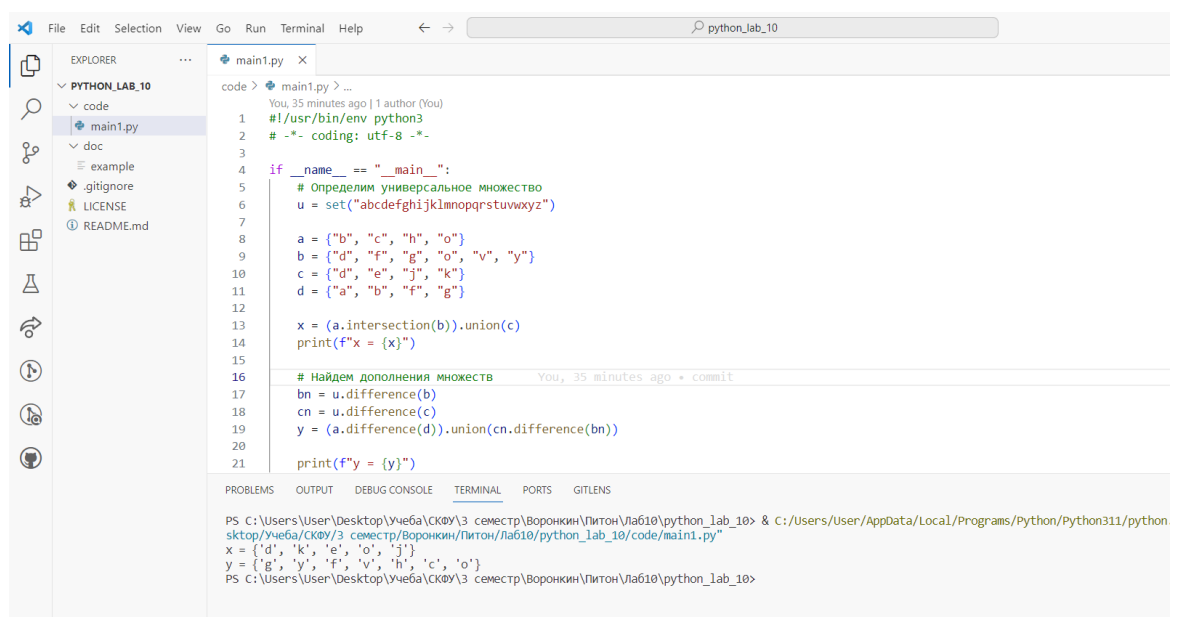 File Edit Selection View Go Run Terminal Help
python_lab_10
EXPLORER
PYTHON_LAB_10
code
main1.py
doc
example
.gitignore
LICENSE
README.md
main1.py
code > main1.py > ...
You, 35 minutes ago | 1 author (You)
1 #!/usr/bin/env python3
2 # -*- coding: utf-8 -*-
3
4 if __name__ == "__main__":
5     # Определим универсальное множество
6     u = set("abcdefghijklmnopqrstuvwxyz")
7
8     a = {"b", "c", "h", "o"}
9     b = {"d", "f", "g", "o", "v", "y"}
10     c = {"d", "e", "j", "k"}
11     d = {"a", "b", "f", "g"}
12
13     x = (a.intersection(b)).union(c)
14     print(f"x = {x}")
15
16     # Найдем дополнения множеств You, 35 minutes ago • commit
17     bn = u.difference(b)
18     cn = u.difference(c)
19     y = (a.difference(d)).union(cn.difference(bn))
20
21     print(f"y = {y}")
PROBLEMS OUTPUT DEBUG CONSOLE TERMINAL PORTS GITLENS
PS C:\Users\User\Desktop\Учеба\СКФУ\3 семестр\Воронкин\Питон\Лаб10\python_lab_10> & C:/Users/User/AppData/Local/Programs/Python/Python311/python.
sktop/Учеба/СКФУ/3 семестр/Воронкин/Питон/Лаб10/python_lab_10/code/main1.py"
x = {'d', 'k', 'e', 'o', 'j'}
y = {'g', 'y', 'f', 'v', 'h', 'c', 'o'}
PS C:\Users\User\Desktop\Учеба\СКФУ\3 семестр\Воронкин\Питон\Лаб10\python_lab_10>